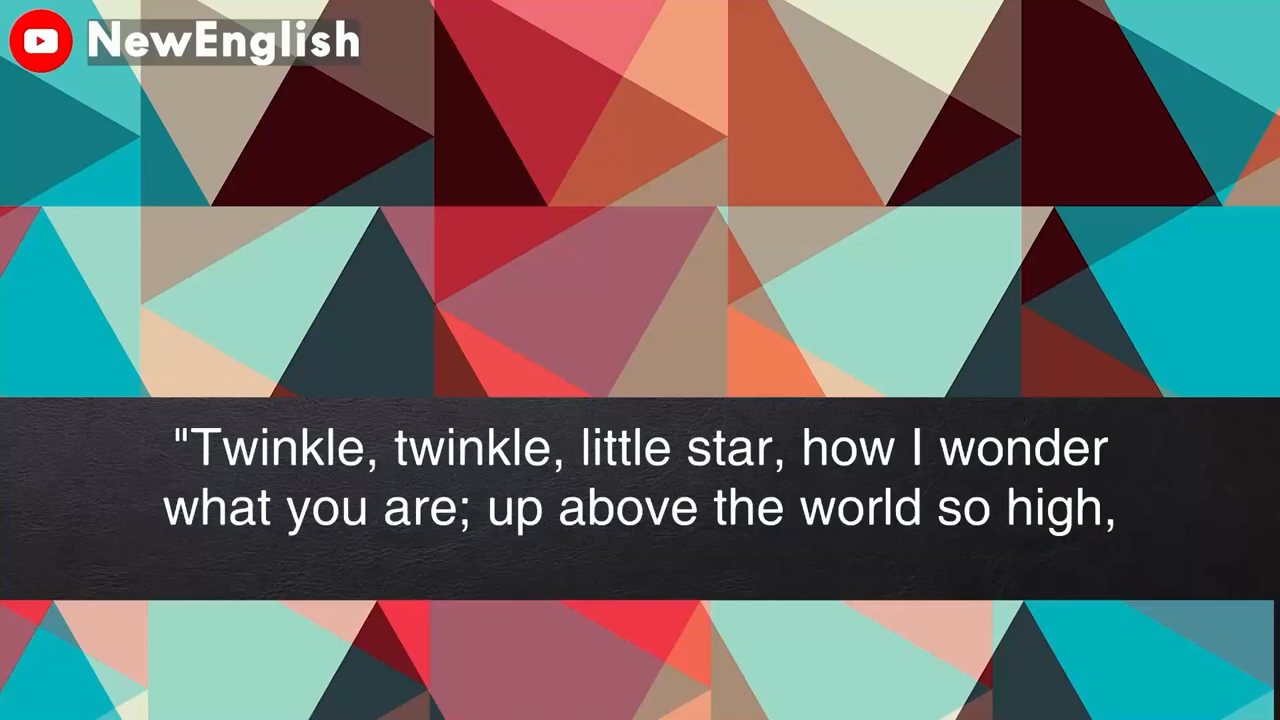 NewEnglish
"Twinkle, twinkle, little star, how I wonder
what you are; up above the world so high,